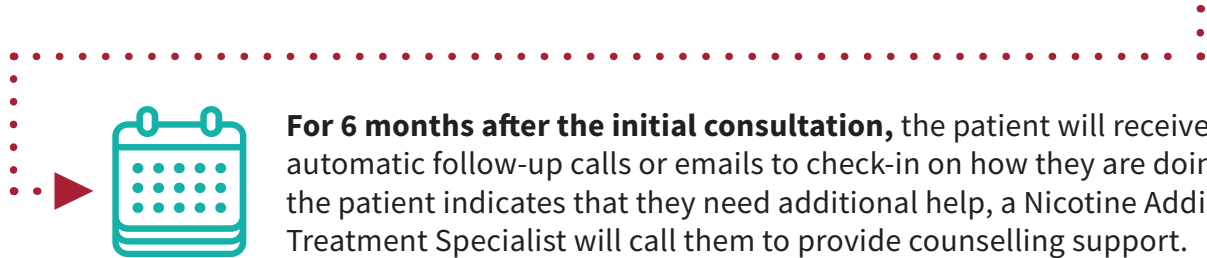 For 6 months after the initial consultation, the patient will receive
automatic follow-up calls or emails to check-in on how they are
the patient indicates that they need additional help, a Nicotine
Treatment Specialist will call them to provide counselling support.